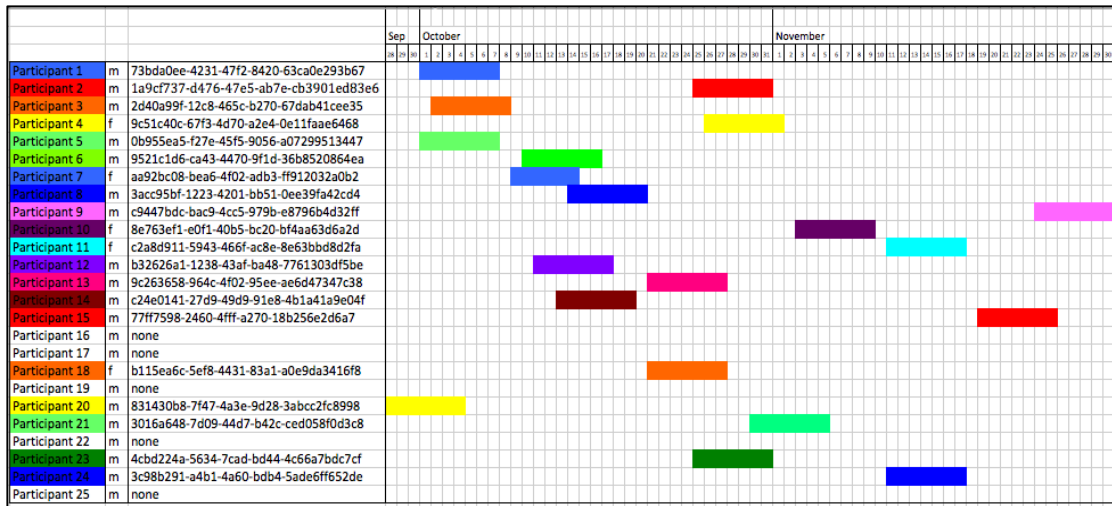 Sep October November
28 29 30 1 2 3 4 5 6 7 8 9 10 11 12 13 14 15 16 17 18 19 20 21 22 23 24 25 26 27 28 29 30 31 1 2 3 4 5 6 7 8 9 10 11 12 13 14 15 16 17 18 19 20 21 22 23 24 25 26 27 28 29 30
Participant 1 m 73bda0ee-4231-47f2-8420-63ca0e293b67
Participant 2 m 1a9cf737-d476-47e5-ab7e-cb3901ed83e6
Participant 3 m 2d40a99f-12c8-465c-b270-67dab41cee35
Participant 4 f 9c51c40c-67f3-4d70-a2e4-0e11faae6468
Participant 5 m 0b955ea5-f27e-45f5-9056-a07299513447
Participant 6 m 9521c1d6-ca43-4470-9f1d-36b8520864ea
Participant 7 f aa92bc08-bea6-4f02-adb3-ff912032a0b2
Participant 8 m 3acc95bf-1223-4201-bb51-0ee39fa42cd4
Participant 9 m c9447bdc-bac9-4cc5-979b-e8796b4d32ff
Participant 10 f 8e763ef1-e0f1-40b5-bc20-bf4aa63d6a2d
Participant 11 f c2a8d911-5943-466f-ac8e-8e63bbd8d2fa
Participant 12 m b32626a1-1238-43af-ba48-7761303df5be
Participant 13 m 9c263658-964c-4f02-95ee-ae6d47347c38
Participant 14 m c24e0141-27d9-49d9-91e8-4b1a41a9e04f
Participant 15 m 77ff7598-2460-4fff-a270-18b256e2d6a7
Participant 16 m none
Participant 17 m none
Participant 18 f b115ea6c-5ef8-4431-83a1-a0e9da3416f8
Participant 19 m none
Participant 20 m 831430b8-7f47-4a3e-9d28-3abcc2fc8998
Participant 21 m 3016a648-7d09-44d7-b42c-ced058f0d3c8
Participant 22 m none
Participant 23 m 4cbd224a-5634-7cad-bd44-4c66a7bdc7cf
Participant 24 m 3c98b291-a4b1-4a60-bdb4-5ade6ff652de
Participant 25 m none